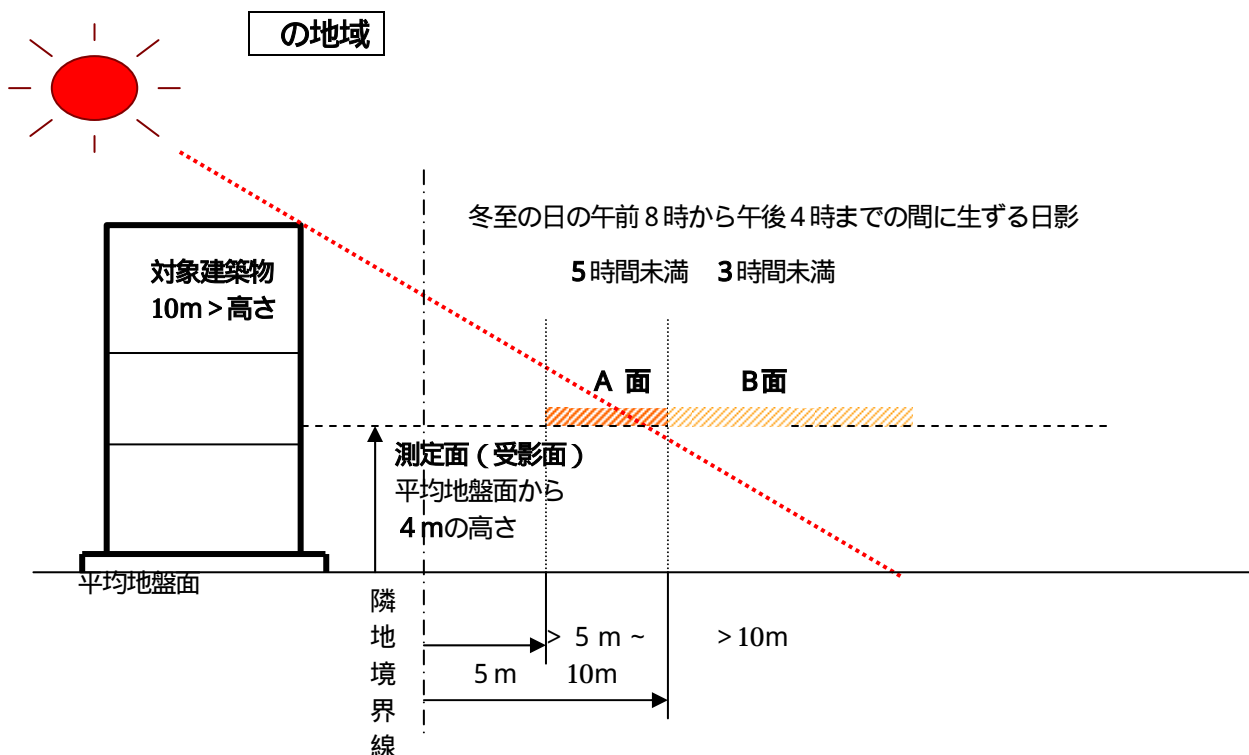 の地域
冬至の日の午前８時から午後４時までの間に生ずる日影
5時間未満 3時間未満
対象建築物
10m＞高さ
A 面 B面
測定面（受影面）
平均地盤面から
４mの高さ
平均地盤面
隣地境界線
> 5 m ~ >10m
5m 10m